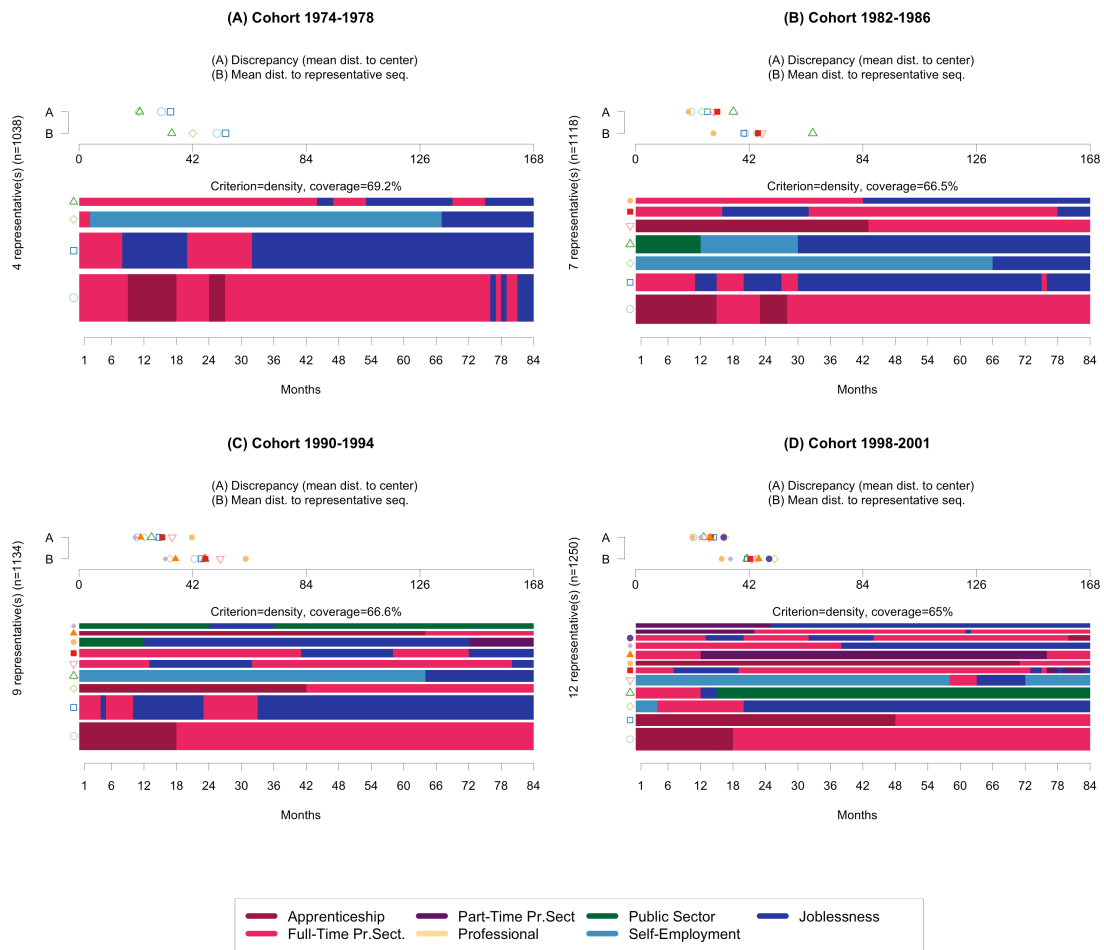 (A) Cohort 1974-1978
(A) Discrepancy (mean dist. to center)
(B) Mean dist. to representative seq.
4 representative(s) (n=1038)
A
B
0 42 84 126 168
Criterion=density, coverage=69.2%
1 6 12 18 24 30 36 42 48 54 60 66 72 78 84
Months
(B) Cohort 1982-1986
(A) Discrepancy (mean dist. to center)
(B) Mean dist. to representative seq.
7 representative(s) (n=1118)
A
B
0 42 84 126 168
Criterion=density, coverage=66.5%
1 6 12 18 24 30 36 42 48 54 60 66 72 78 84
Months
(C) Cohort 1990-1994
(A) Discrepancy (mean dist. to center)
(B) Mean dist. to representative seq.
9 representative(s) (n=1134)
A
B
0 42 84 126 168
Criterion=density, coverage=66.6%
1 6 12 18 24 30 36 42 48 54 60 66 72 78 84
Months
(D) Cohort 1998-2001
(A) Discrepancy (mean dist. to center)
(B) Mean dist. to representative seq.
12 representative(s) (n=1250)
A
B
0 42 84 126 168
Criterion=density, coverage=65%
1 6 12 18 24 30 36 42 48 54 60 66 72 78 84
Months
Apprenticeship Part-Time Pr.Sect Public Sector Joblessness
Full-Time Pr.Sect. Professional Self-Employment